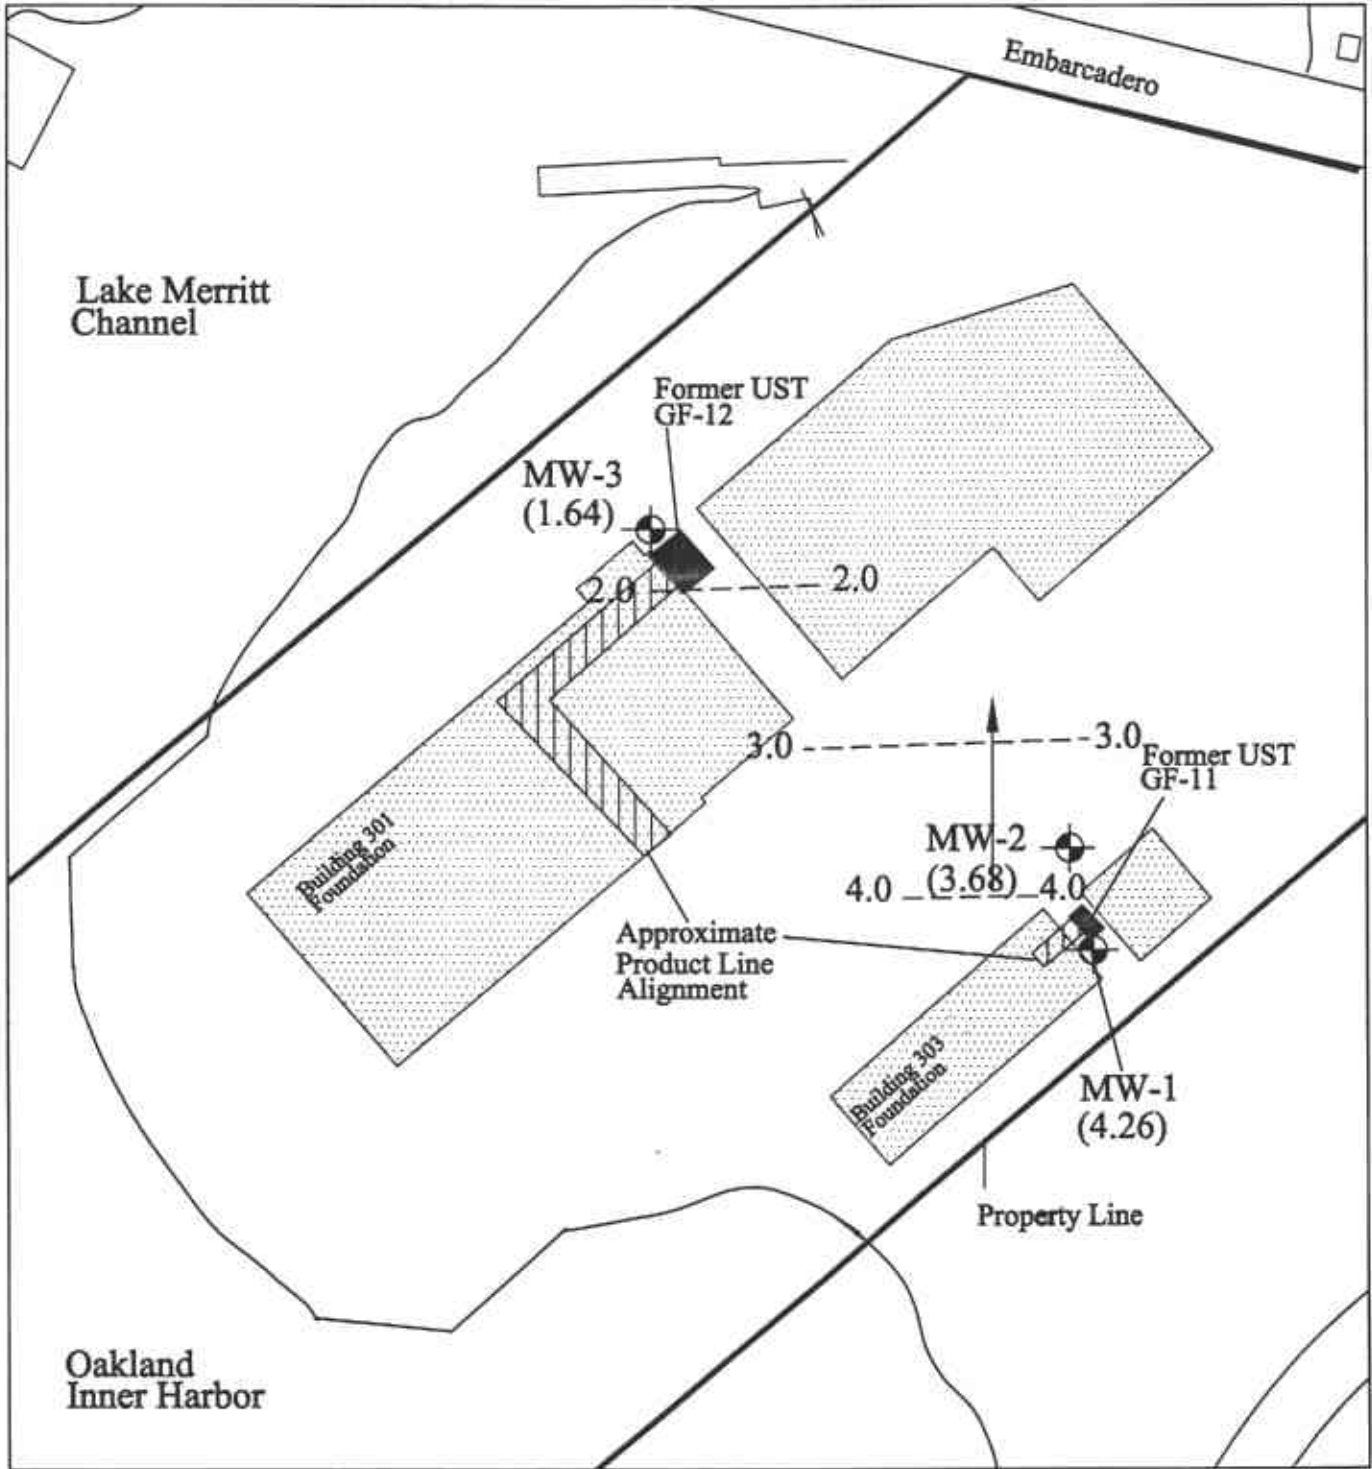 Embarcadero
Lake Merritt
Channel
Former UST
GF-12
MW-3
(1.64)
2.0
2.0
3.0
3.0
Former UST
GF-11
MW-2
(3.68)
4.0
4.0
Building 301
Foundation
Approximate
Product Line
Alignment
Building 303
Foundation
MW-1
(4.26)
Property Line
Oakland
Inner Harbor